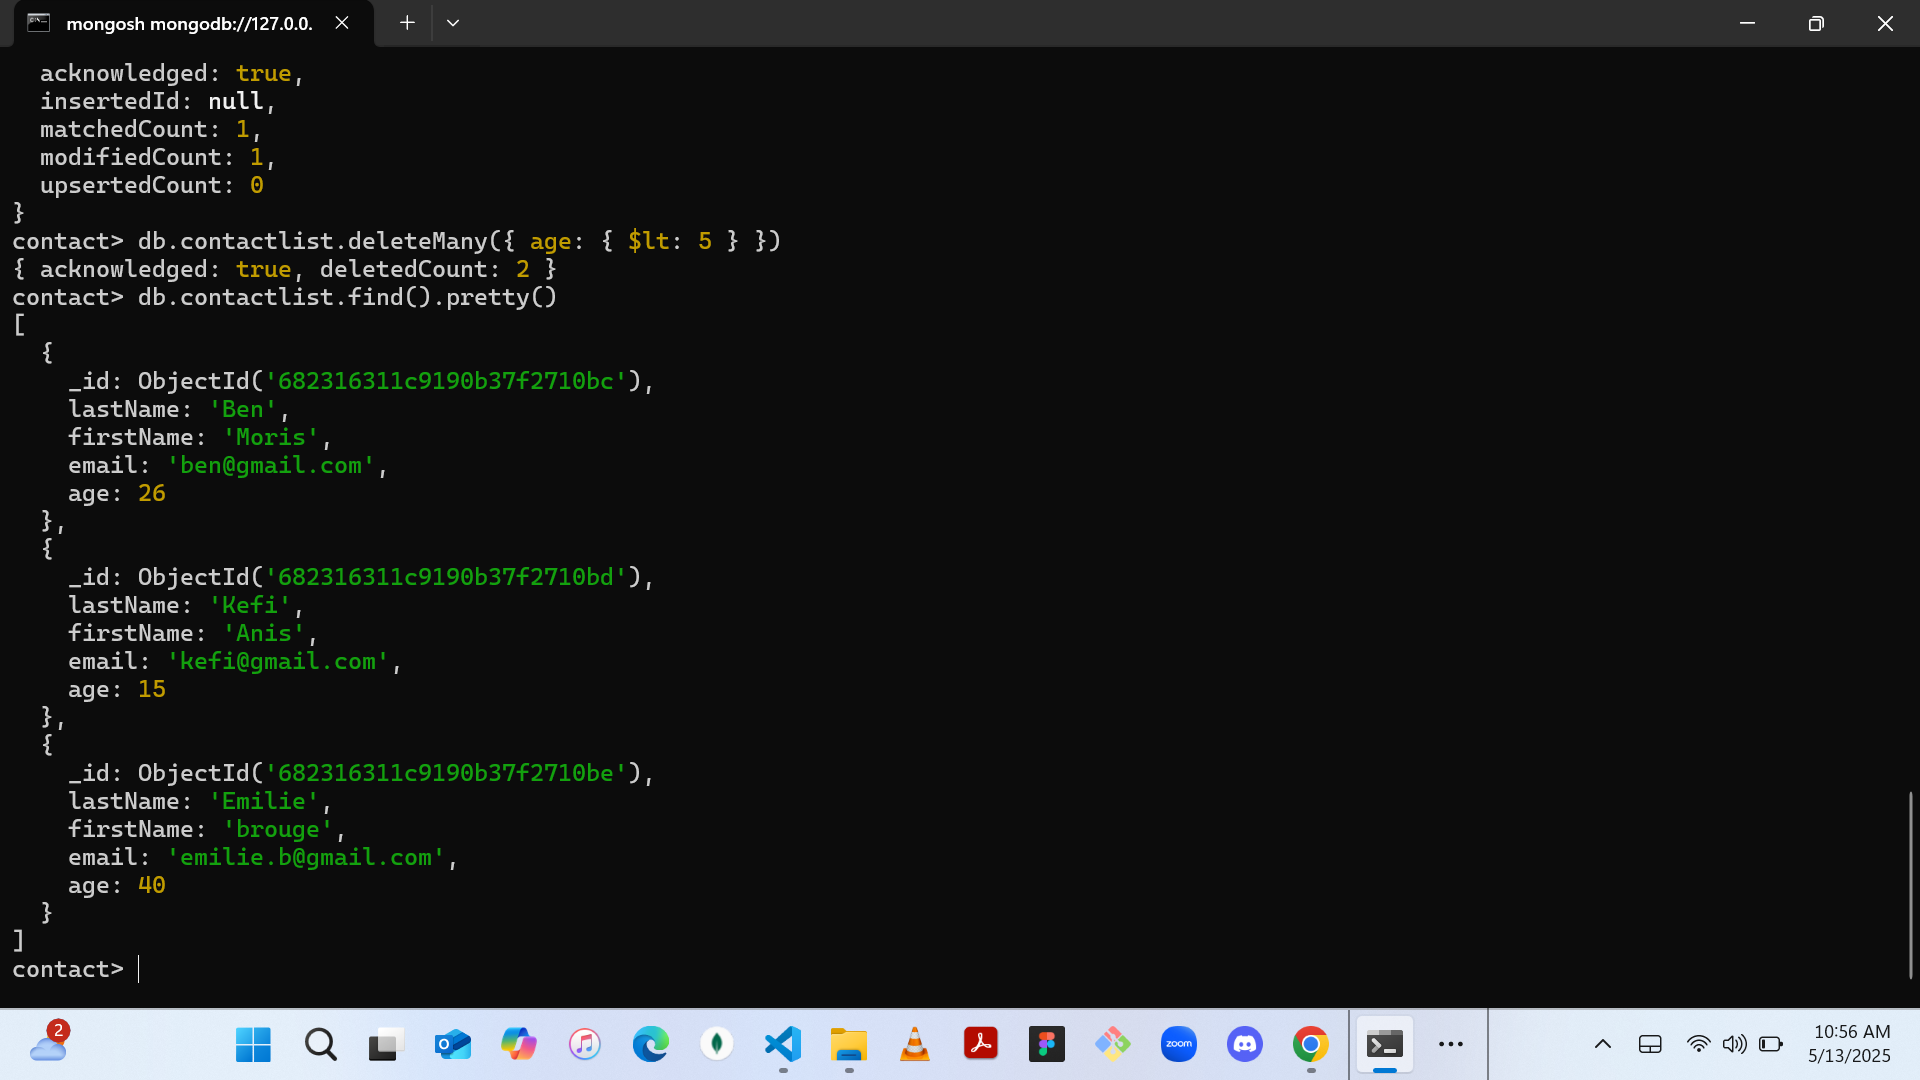 mongosh mongodb://127.0.0.
  acknowledged: true,
  insertedId: null,
  matchedCount: 1,
  modifiedCount: 1,
  upsertedCount: 0
}
contact> db.contactlist.deleteMany({ age: { $lt: 5 } })
{ acknowledged: true, deletedCount: 2 }
contact> db.contactlist.find().pretty()
[
  {
    _id: ObjectId('682316311c9190b37f2710bc'),
    lastName: 'Ben',
    firstName: 'Moris',
    email: 'ben@gmail.com',
    age: 26
  },
  {
    _id: ObjectId('682316311c9190b37f2710bd'),
    lastName: 'Kefi',
    firstName: 'Anis',
    email: 'kefi@gmail.com',
    age: 15
  },
  {
    _id: ObjectId('682316311c9190b37f2710be'),
    lastName: 'Emilie',
    firstName: 'brouge',
    email: 'emilie.b@gmail.com',
    age: 40
  }
]
contact>
2
zoom
10:56 AM
5/13/2025